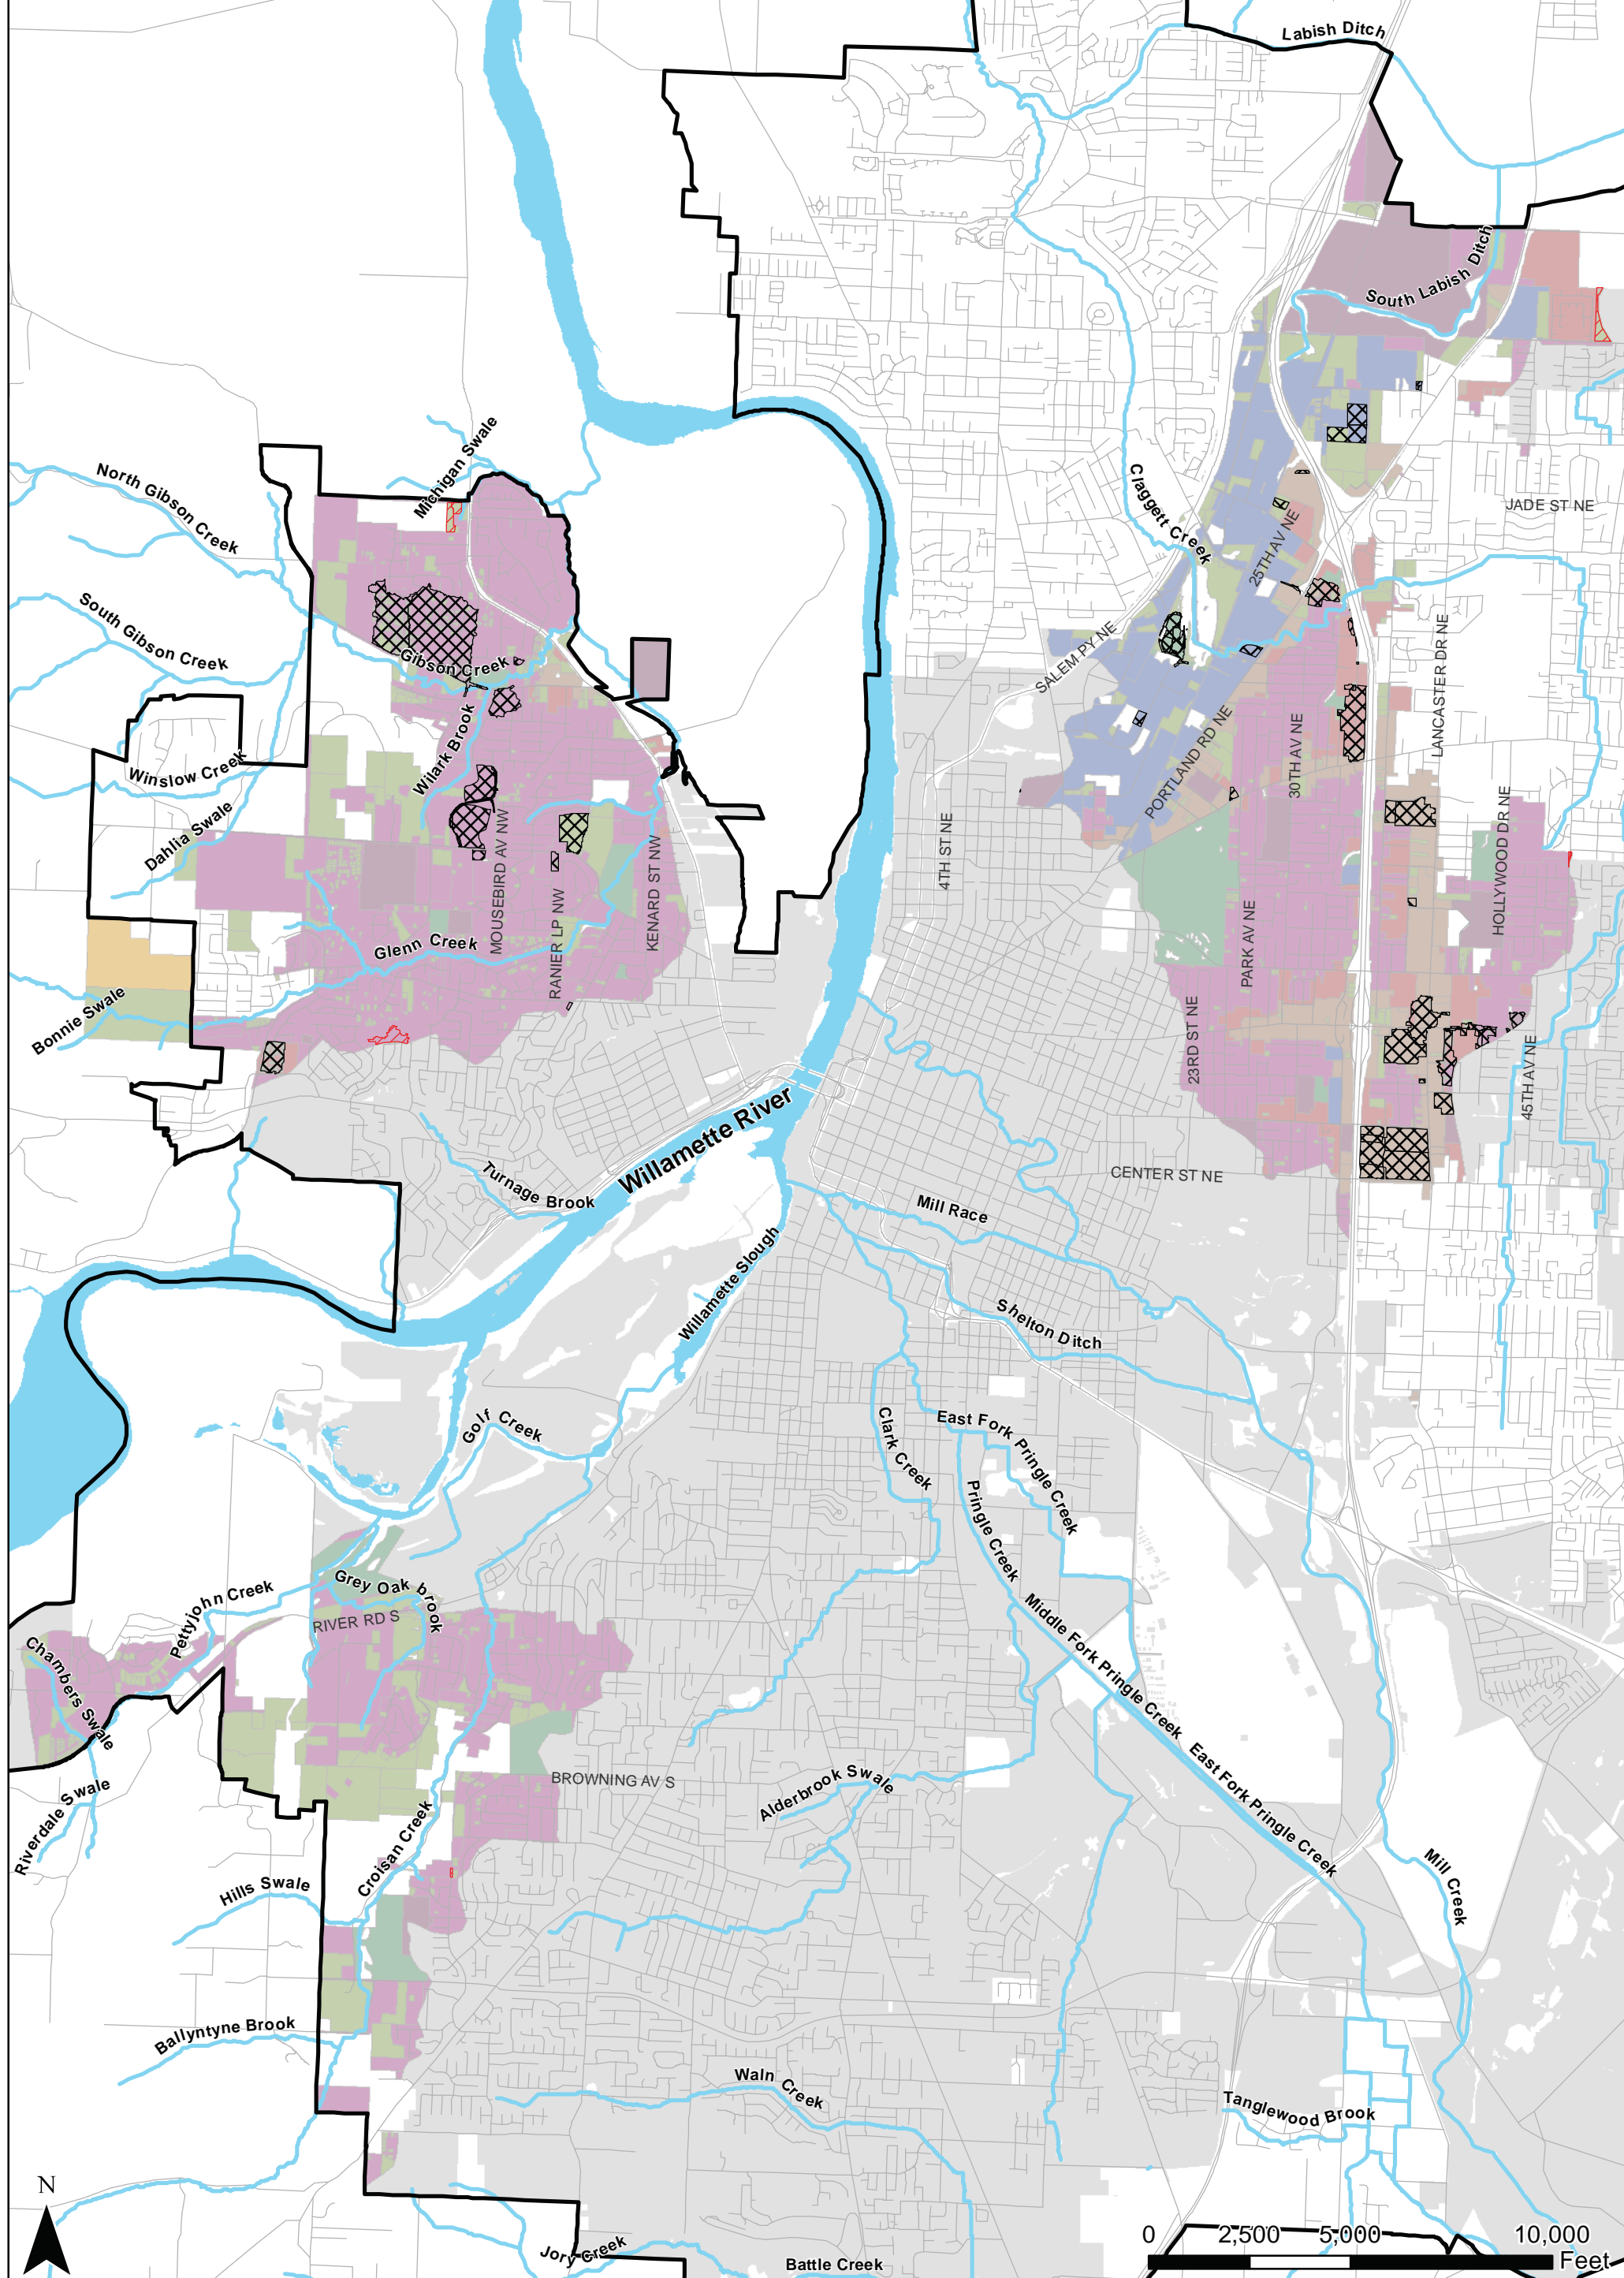 Labish Ditch
South Labish Ditch
Michigan Swale
North Gibson Creek
JADE ST NE
Claggett Creek
25TH AV NE
South Gibson Creek
Gibson Creek
SALEM PY NE
LANCASTER DR NE
Wilark Brook
PORTLAND RD NE
30TH AV NE
Winslow Creek
Dahlia Swale
MOUSEBIRD AV NW
KENARD ST NW
4TH ST NE
HOLLYWOOD DR NE
RANIER LP NW
PARK AV NE
Glenn Creek
Bonnie Swale
23RD ST NE
45TH AV NE
Willamette River
CENTER ST NE
Turnage Brook
Mill Race
Willamette Slough
Shelton Ditch
Golf Creek
Clark Creek
East Fork Pringle Creek
Pringle Creek
Grey Oak brook
Pettyjohn Creek
RIVER RD S
Middle Fork Pringle Creek
Chambers Swale
BROWNING AV S
Alderbrook Swale
East Fork Pringle Creek
Riverdale Swale
Croisan Creek
Hills Swale
Mill Creek
Ballyntyne Brook
Waln Creek
Tanglewood Brook
N
Jory Creek
Battle Creek
0 2,500 5,000 10,000
Feet